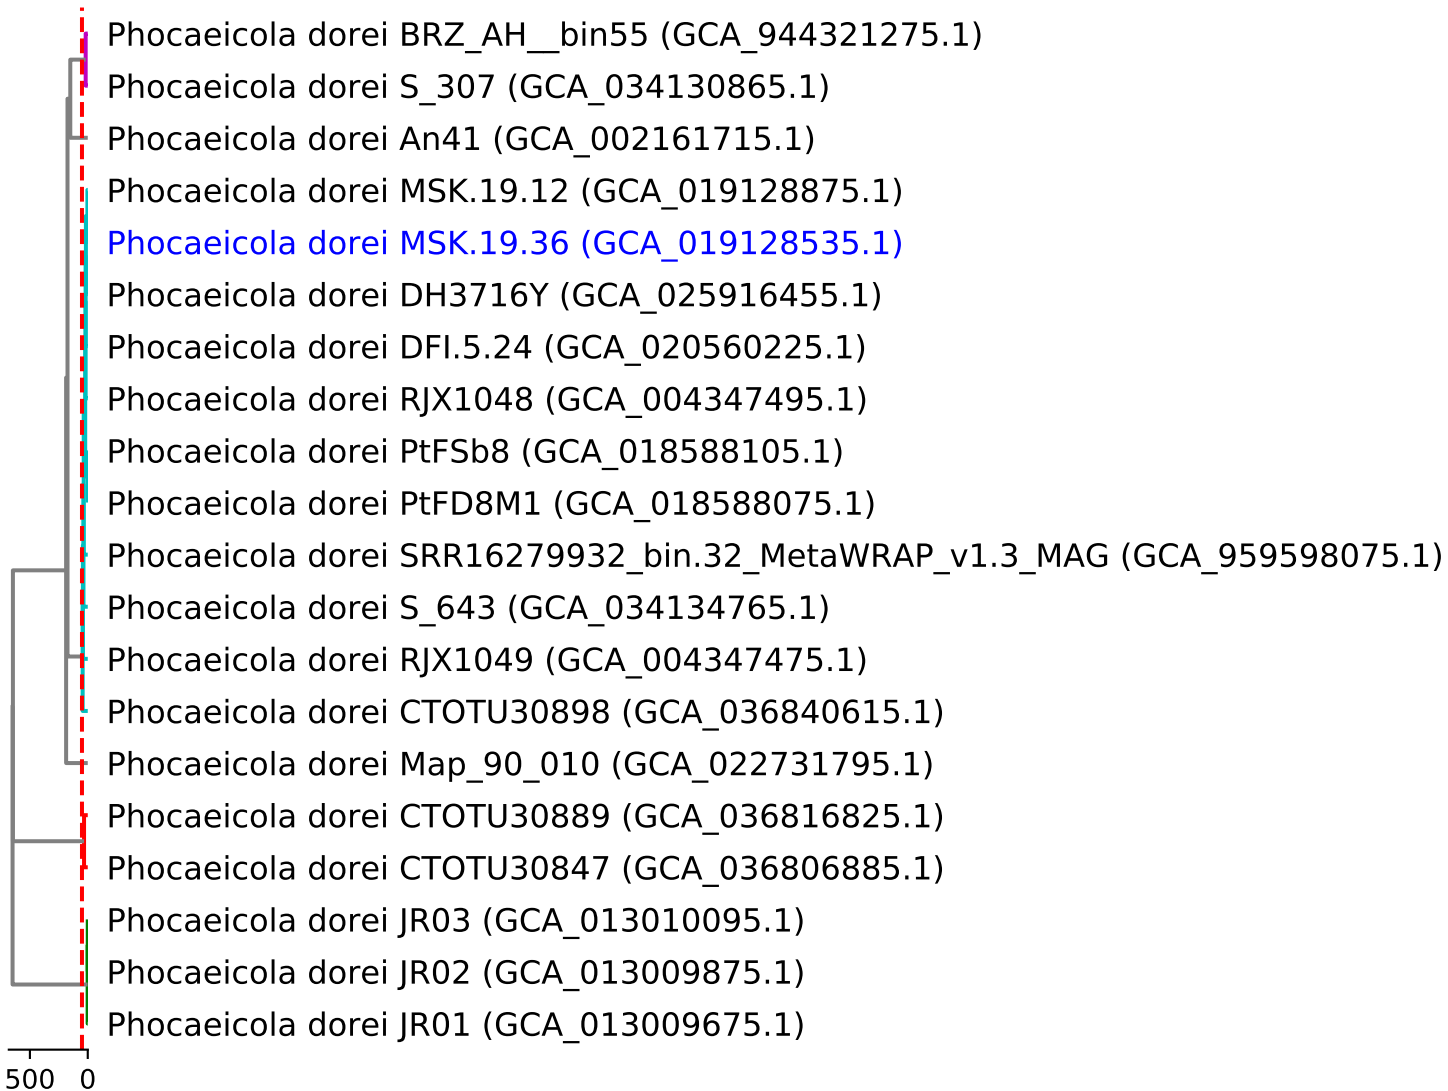 Phocaeicola dorei BRZ_AH__bin55 (GCA_944321275.1)
Phocaeicola dorei S_307 (GCA_034130865.1)
Phocaeicola dorei An41 (GCA_002161715.1)
Phocaeicola dorei MSK.19.12 (GCA_019128875.1)
Phocaeicola dorei MSK.19.36 (GCA_019128535.1)
Phocaeicola dorei DH3716Y (GCA_025916455.1)
Phocaeicola dorei DFI.5.24 (GCA_020560225.1)
Phocaeicola dorei RJX1048 (GCA_004347495.1)
Phocaeicola dorei PtFSb8 (GCA_018588105.1)
Phocaeicola dorei PtFD8M1 (GCA_018588075.1)
Phocaeicola dorei SRR16279932_bin.32_MetaWRAP_v1.3_MAG (GCA_959598075.1)
Phocaeicola dorei S_643 (GCA_034134765.1)
Phocaeicola dorei RJX1049 (GCA_004347475.1)
Phocaeicola dorei CTOTU30898 (GCA_036840615.1)
Phocaeicola dorei Map_90_010 (GCA_022731795.1)
Phocaeicola dorei CTOTU30889 (GCA_036816825.1)
Phocaeicola dorei CTOTU30847 (GCA_036806885.1)
Phocaeicola dorei JR03 (GCA_013010095.1)
Phocaeicola dorei JR02 (GCA_013009875.1)
Phocaeicola dorei JR01 (GCA_013009675.1)
500 0